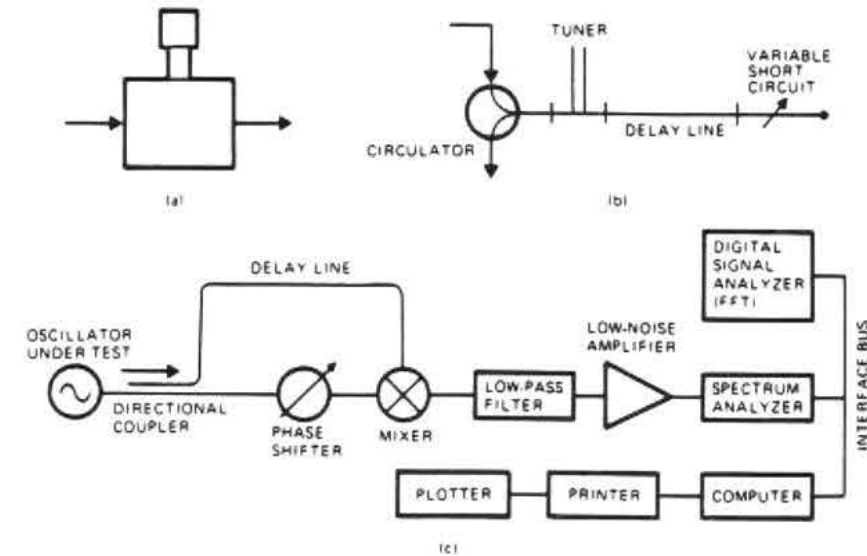 TUNER
VARIABLE
SHORT
CIRCUIT
DELAY LINE
CIRCULATOR
(a)
(b)
DELAY LINE
OSCILLATOR
UNDER TEST
DIRECTIONAL
COUPLER
PHASE
SHIFTER
MIXER
LOW-PASS
FILTER
LOW-NOISE
AMPLIFIER
DIGITAL
SIGNAL
ANALYZER
(FFT)
SPECTRUM
ANALYZER
INTERFACE BUS
PLOTTER
PRINTER
COMPUTER
(c)